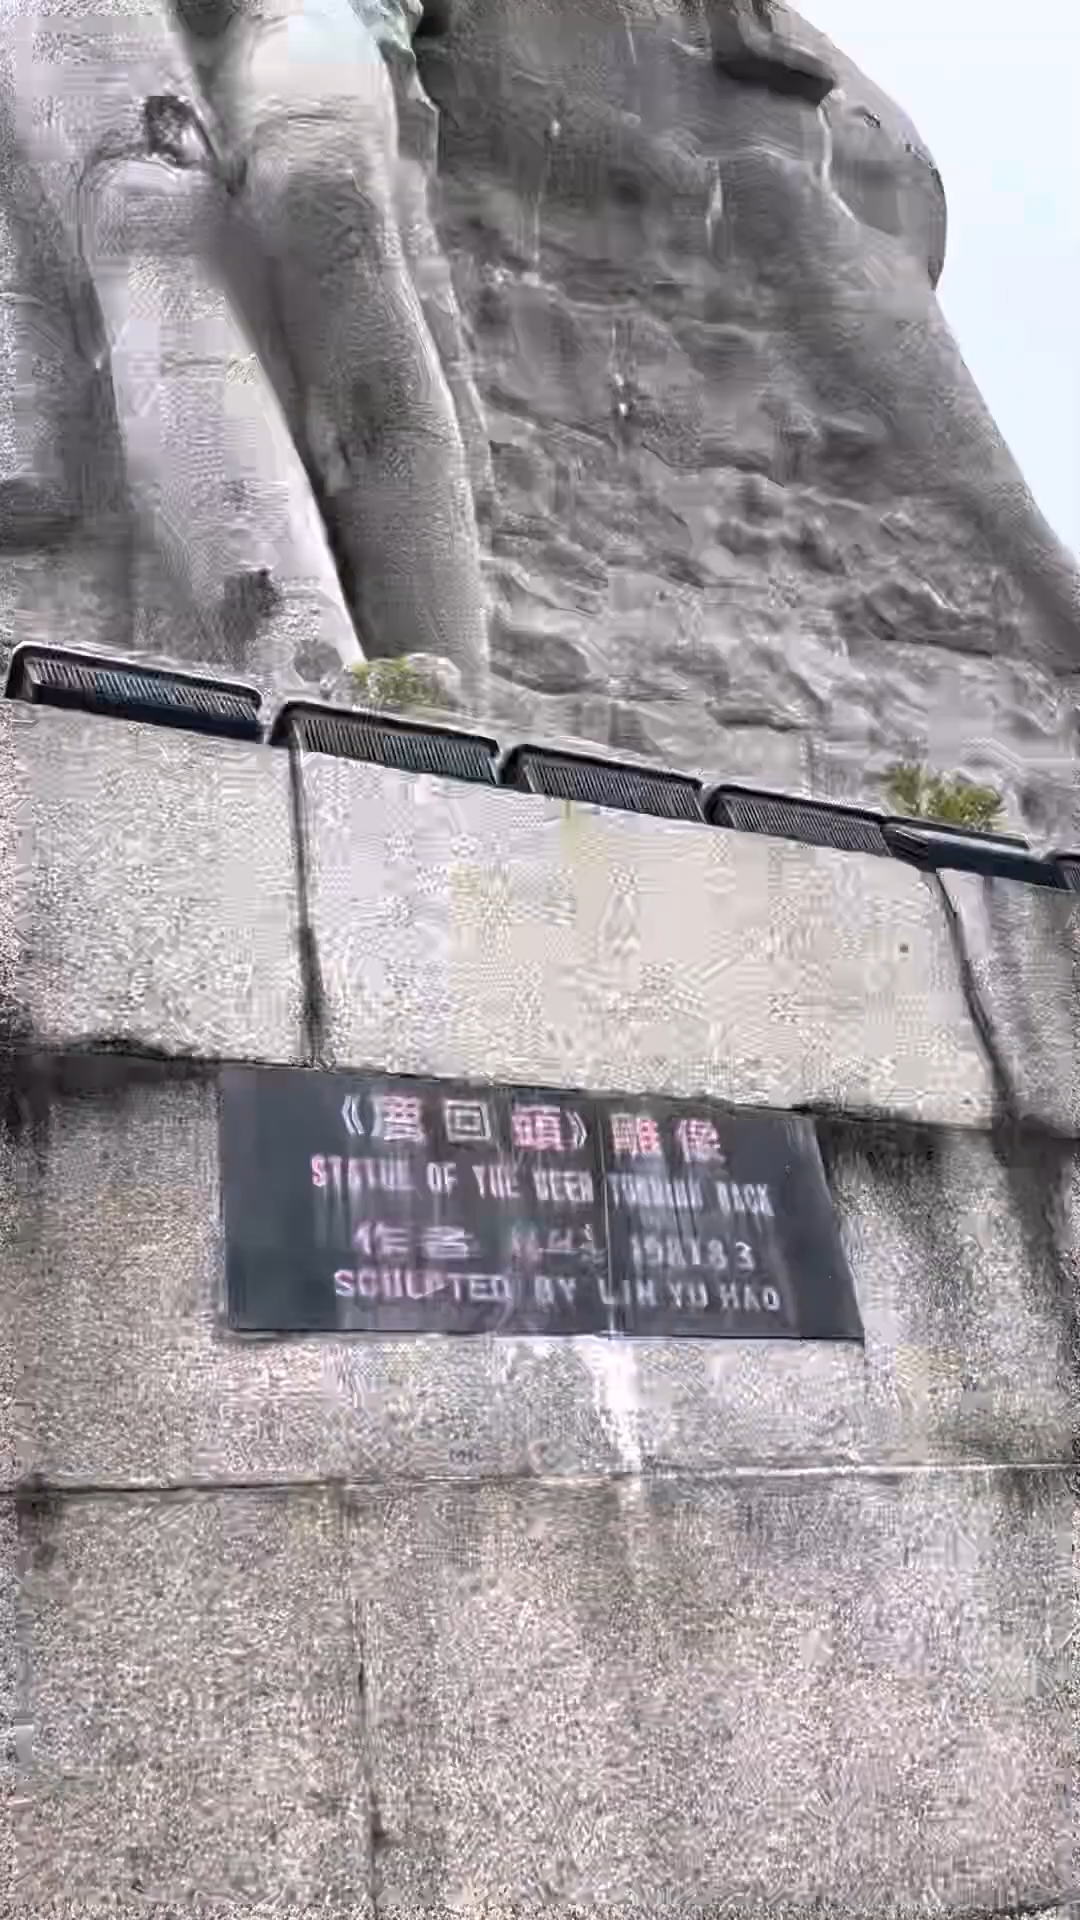 《鹿回頭》雕像
STATUE OF THE DEER TURNING BACK
作者
SCULPTED BY LIN YU HAO